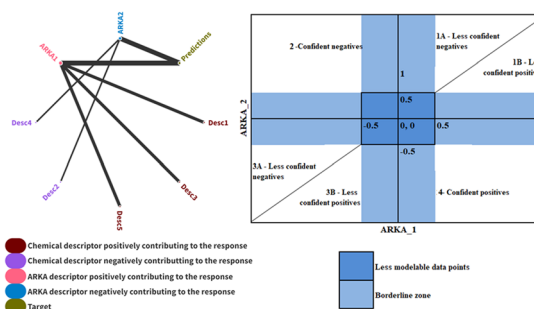 ARKA2
ARKA1
Predictions
Desc4
Desc1
Desc2
Desc3
Desc5
Chemical descriptor positively contributing to the response
Chemical descriptor negatively contributting to the response
ARKA descriptor positively contributing to the response
ARKA descriptor negatively contributing to the response
Target
ARKA_2
2 -Confident negatives
1A - Less confident
negatives
1B -
confident
1
0.5
-0.5
0, 0
0.5
-0.5
3A - Less confident
negatives
3B - Less
confident positives
4- Confident positives
ARKA_1
Less modelable data points
Borderline zone